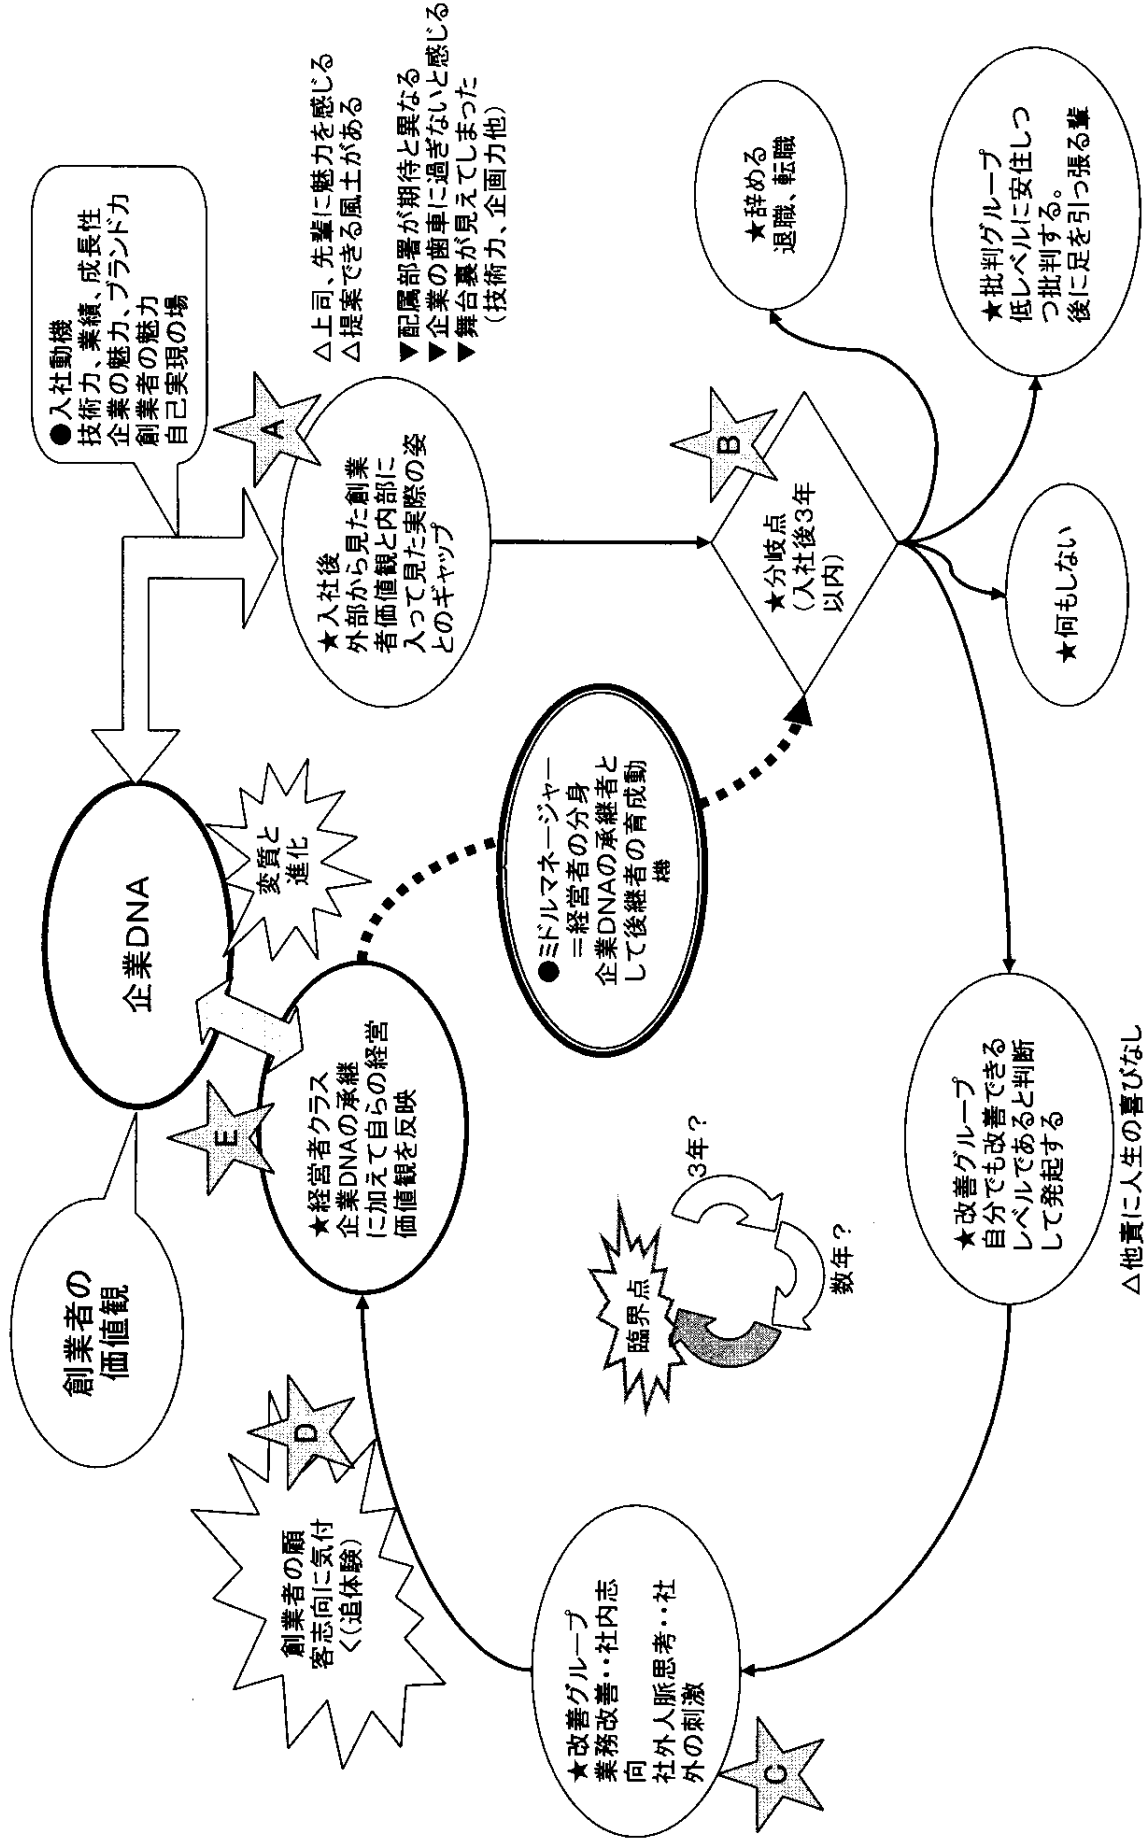 創業者の
価値観
企業DNA
●入社動機
技術力、業績、成長性
企業の魅力、ブランド力
創業者の魅力
自己実現の場
変質と
進化
A
★入社後
外部から見た創業
者価値観と内部に
入って見た実際の姿
とのギャップ
△上司、先輩に魅力を感じる
△提案できる風土がある
▼配属部署が期待と異なる
▼企業の歯車に過ぎないと感じる
▼舞台裏が見えてしまった
(技術力、企画力他)
E
★経営者クラス
企業DNAの承継
に加えて自らの経営
価値観を反映
D
創業者の顧
客志向に気付
く(追体験)
●ミドルマネージャー
＝経営者の分身
企業DNAの承継者と
して後継者の育成動
機
B
★分岐点
(入社後3年
以内)
★辞める
退職、転職
★批判グループ
低レベルに安住しつ
つ批判する。
後に足を引っ張る輩
★何もしない
臨界点
3年？
数年？
★改善グループ
自分でも改善できる
レベルであると判断
して発起する
△他責に人生の喜びなし
C
★改善グループ
業務改善・・社内志
向
社外人脈思考・・社
外の刺激